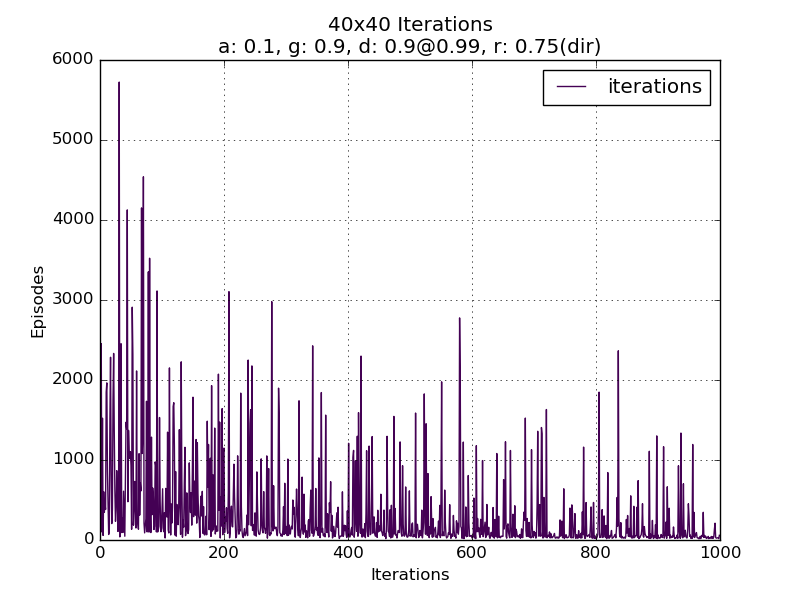 40x40 Iterations
a: 0.1, g: 0.9, d: 0.9@0.99, r: 0.75(dir)
6000
5000
4000
3000
2000
1000
0
Episodes
iterations
0
200
400
600
800
1000
Iterations